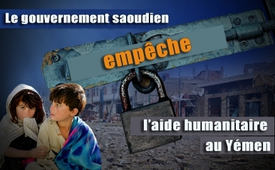 Le gouvernement saoudien
empêche
l'aide humanitaire
au Yémen